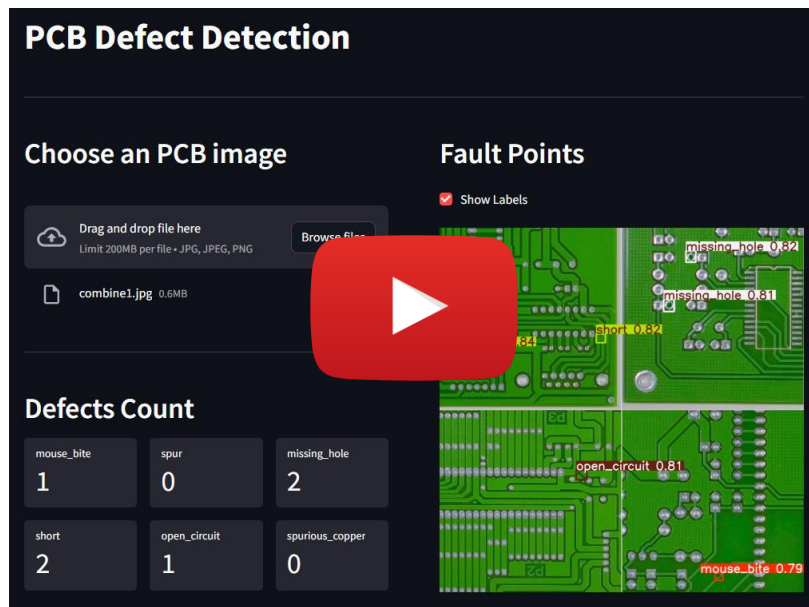 PCB Defect Detection
Choose an PCB image
Drag and drop file here
Limit 200MB per file • JPG, JPEG, PNG
Browse files
combine1.jpg 0.6MB
Defects Count
mouse_bite
1
spur
0
missing_hole
2
short
2
open_circuit
1
spurious_copper
0
Fault Points
Show Labels
missing_hole 0.82
missing_hole 0.81
short 0.82
.84
open_circuit 0.81
mouse_bite 0.79
P3
P2